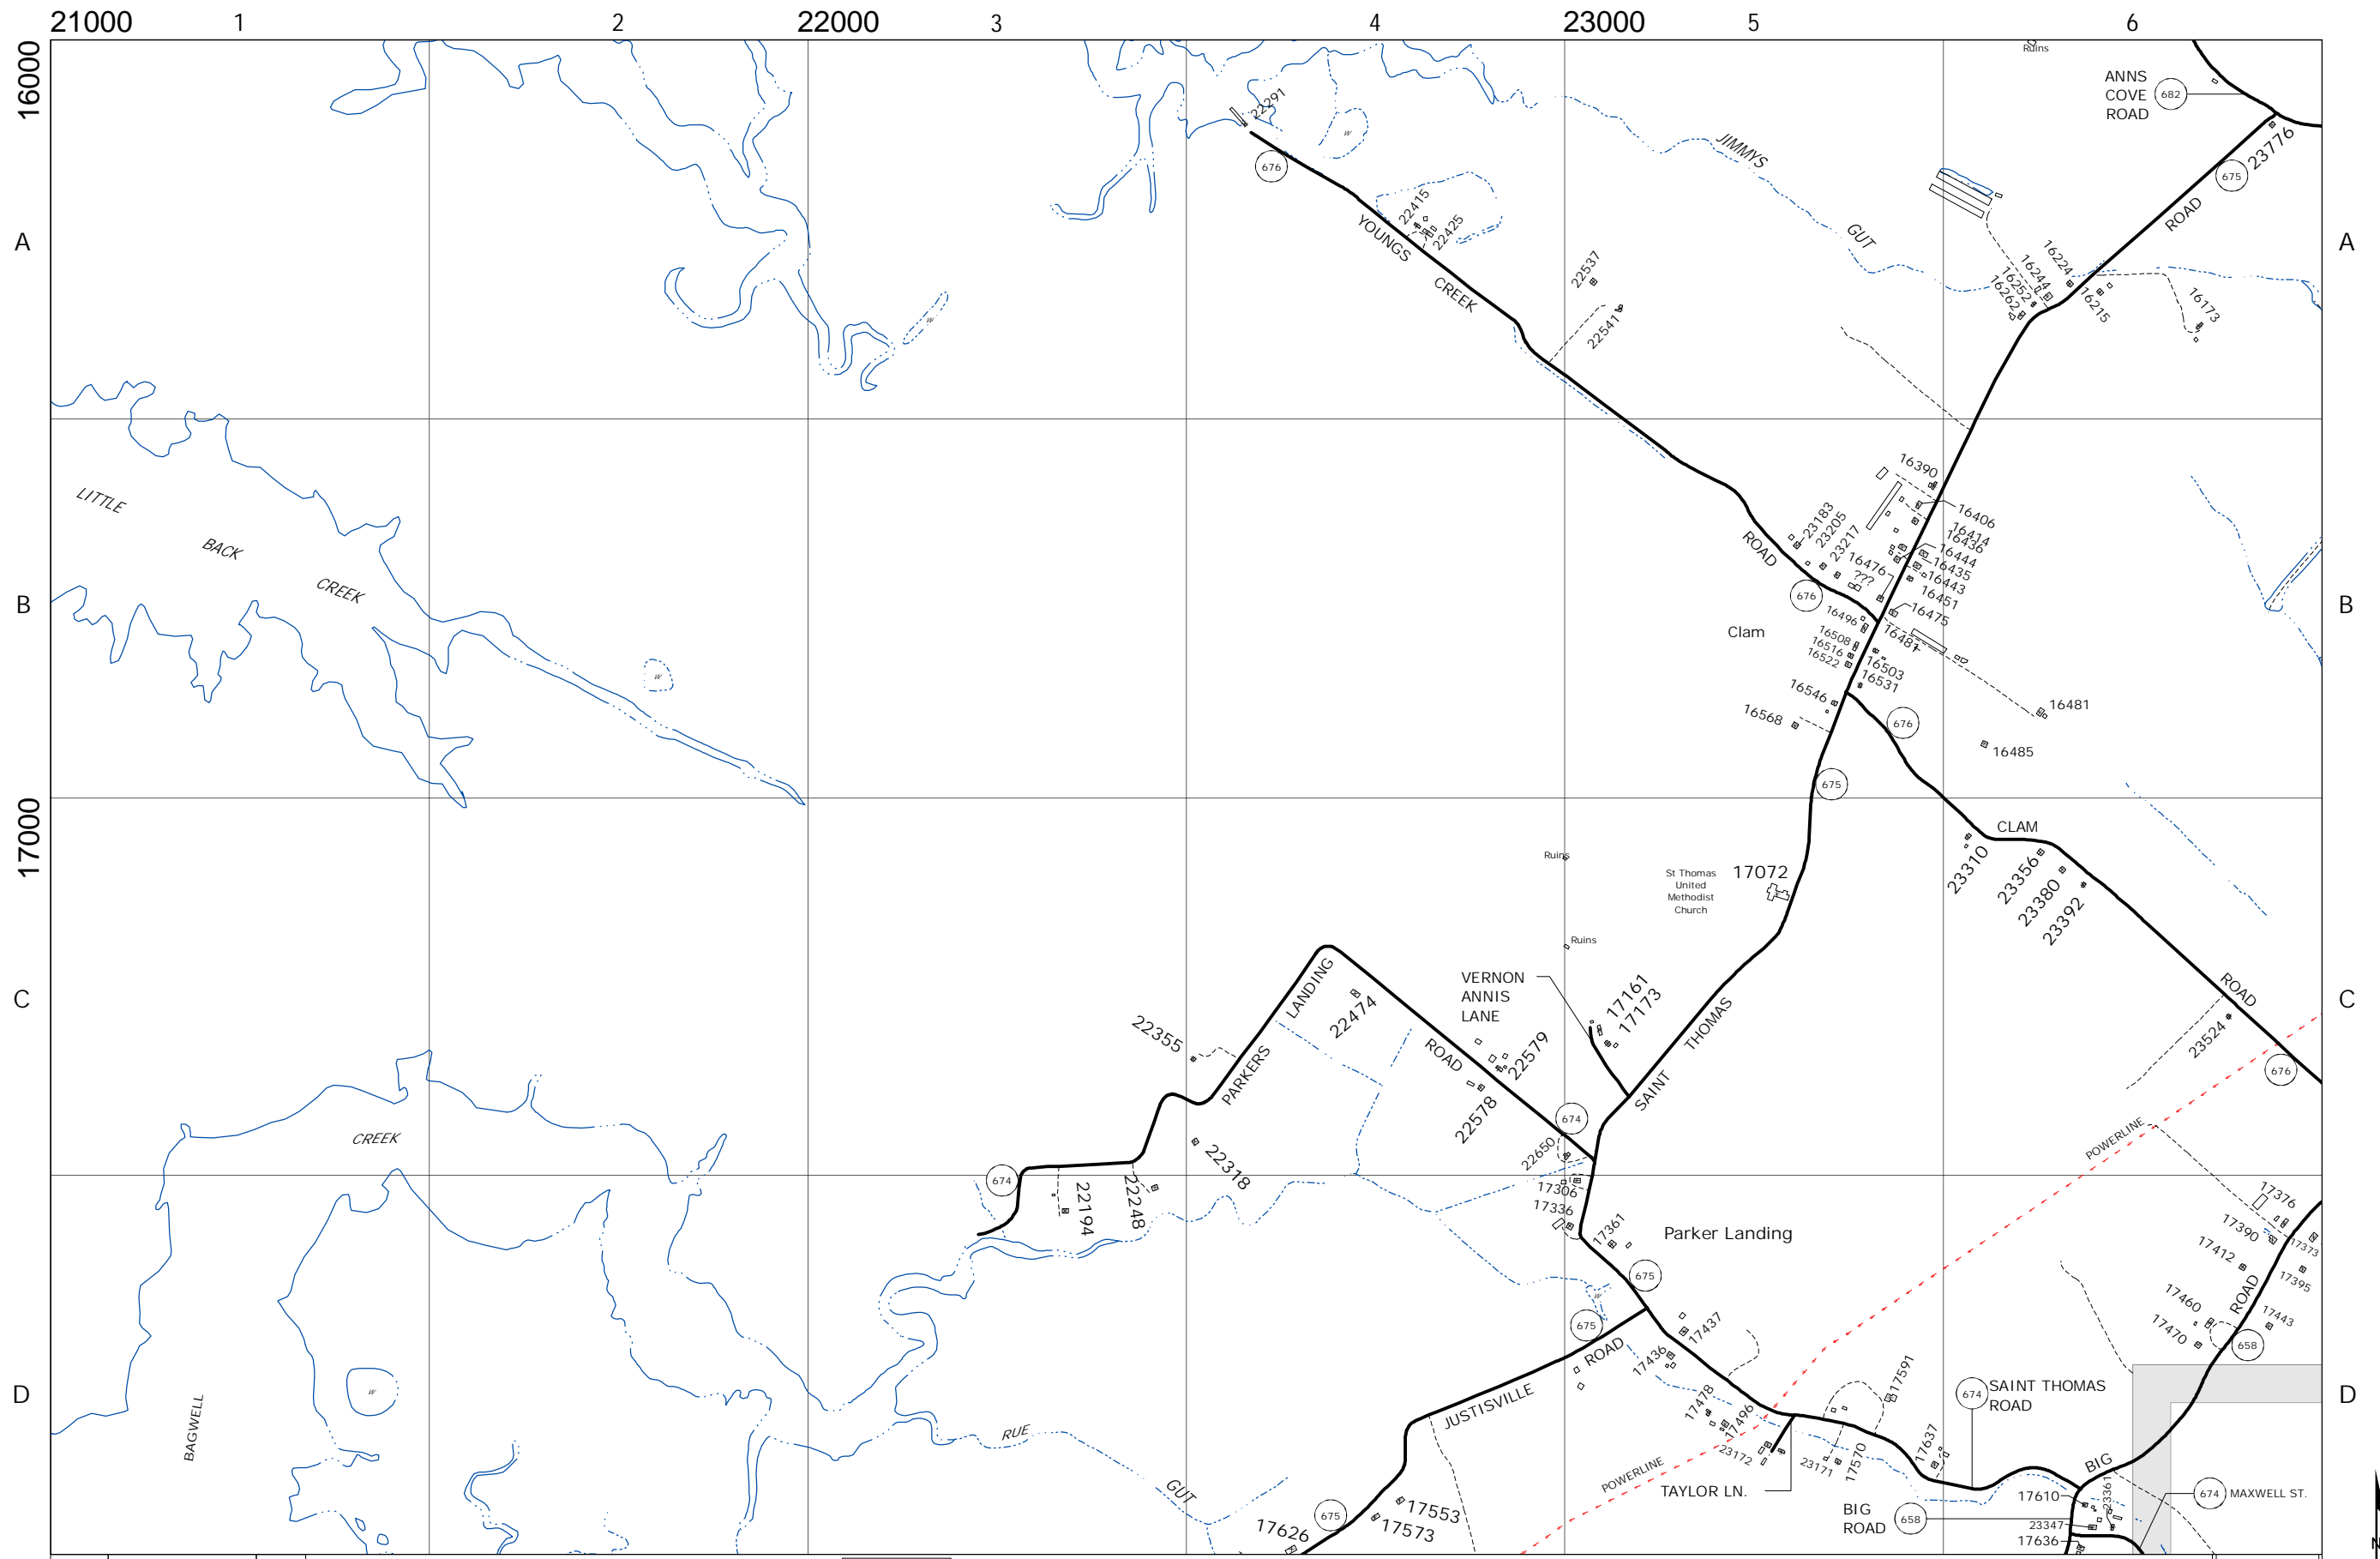 21000 1 2 22000 3 4 23000 5 6
16000
Ruins
ANNS
COVE
ROAD
682
22291
W
676
JIMMYS
GUT
23776
675
ROAD
A
A
22415
22425
YOUNGS
CREEK
22537
22541
16224
16244
16252
16262
16215
16173
W
LITTLE
BACK
CREEK
16390
16406
16414
16436
16444
16435
16443
16451
16475
23183
23205
23217
16476
???
ROAD
676
B
B
16496
16481
Clam
16508
16516
16522
16503
16531
W
16546
16568
16481
676
16485
675
17000
CLAM
Ruins
17072
St Thomas
United
Methodist
Church
23310
23356
23380
23392
Ruins
VERNON
ANNIS
LANE
17161
17173
LANDING
22474
ROAD
C
C
22355
PARKERS
ROAD
22579
22578
THOMAS
SAINT
23524
676
674
CREEK
22650
POWERLINE
22318
674
22194
22248
17306
17336
17361
Parker Landing
17376
17390
17373
17412
17395
675
W
675
ROAD
17460
17443
17470
658
17437
17436
ROAD
W
D
D
BAGWELL
JUSTISVILLE
17591
674
SAINT THOMAS
ROAD
17478
17496
RUE
23172
23171
17570
17637
POWERLINE
TAYLOR LN.
BIG
GUT
17553
17573
675
17626
17610
23361
674
MAXWELL ST.
BIG
ROAD
658
23347
17636
N